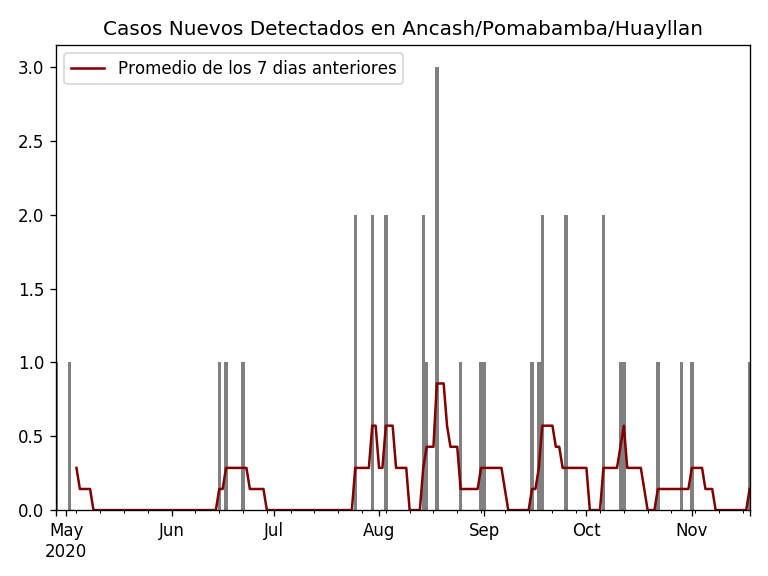 Casos Nuevos Detectados en Ancash/Pomabamba/Huayllan
Promedio de los 7 dias anteriores
3.0
2.5
2.0
1.5
1.0
0.5
0.0
May Jun Jul Aug Sep Oct Nov
2020